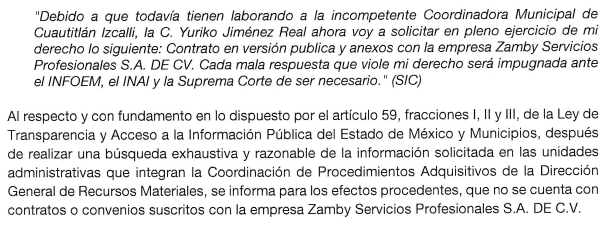 "Debido a que todavía tienen laborando a la incompetente Coordinadora Municipal de
Cuautitlán Izcalli, la C. Yuriko Jiménez Real ahora voy a solicitar en pleno ejercicio de mi
derecho lo siguiente: Contrato en versión publica y anexos con la empresa Zamby Servicios
Profesionales S.A. DE CV. Cada mala respuesta que viole mi derecho será impugnada ante
el INFOEM, el INAI y la Suprema Corte de ser necesario." (SIC)
Al respecto y con fundamento en lo dispuesto por el artículo 59, fracciones I, II y III, de la Ley de
Transparencia y Acceso a la Información Pública del Estado de México y Municipios, después
de realizar una búsqueda exhaustiva y razonable de la información solicitada en las unidades
administrativas que integran la Coordinación de Procedimientos Adquisitivos de la Dirección
General de Recursos Materiales, se informa para los efectos procedentes, que no se cuenta con
contratos o convenios suscritos con la empresa Zamby Servicios Profesionales S.A. DE C.V.